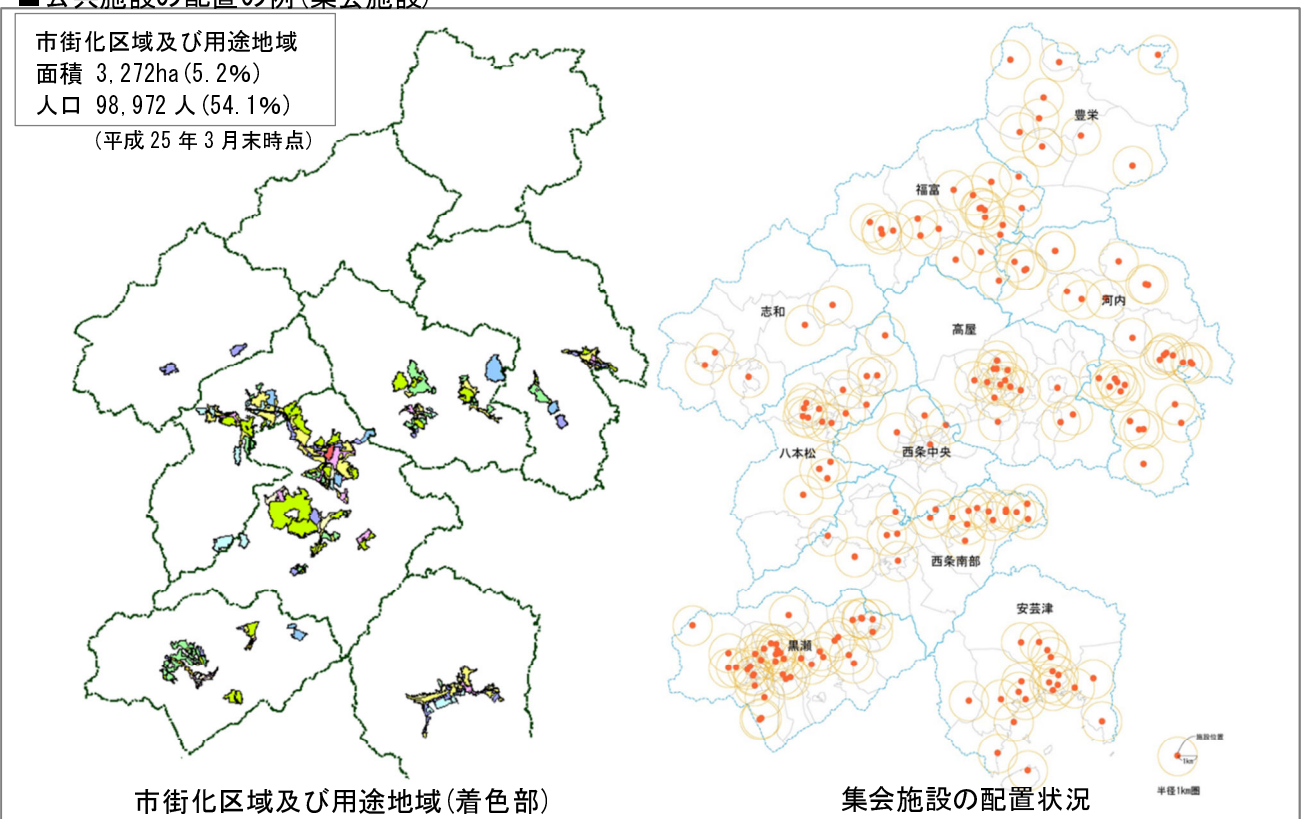 ■公共施設の配置の例(集会施設)
市街化区域及び用途地域
面積 3,272ha(5.2%)
人口 98,972 人(54.1%)
(平成 25 年 3 月末時点)
豊栄
福富
河内
志和
高屋
八本松
西条中央
西条南部
安芸津
黒瀬
施設位置
1km
半径1km圏
市街化区域及び用途地域(着色部)
集会施設の配置状況